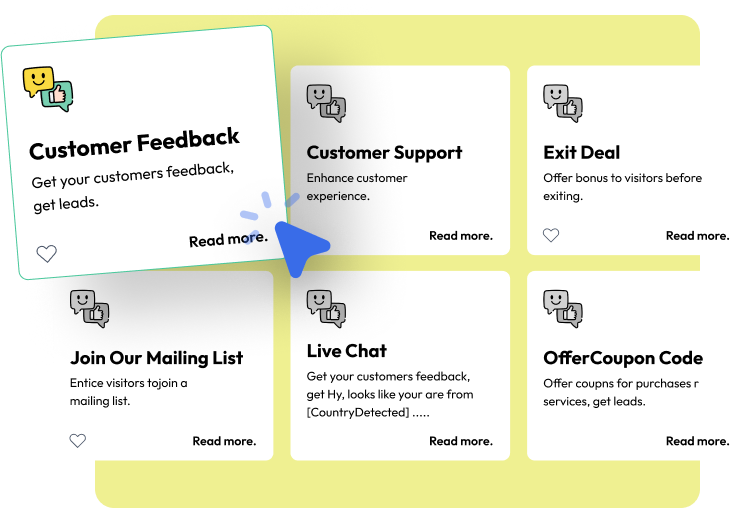 Customer Feedback
Get your customers feedback,
get leads.
Read more.
Customer Support
Enhance customer
experience.
Read more.
Exit Deal
Offer bonus to visitors before
exiting.
Read more.
Join Our Mailing List
Entice visitors tojoin a
mailing list.
Read more.
Live Chat
Get your customers feedback,
get Hy, looks like your are from
[CountryDetected] .....
Read more.
OfferCoupon Code
Offer coupns for purchases r
services, get leads.
Read more.